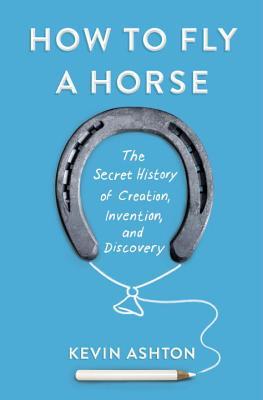 HOW TO FLY
A HORSE
The
Secret History
of Creation,
Invention,
and
Discovery
KEVIN ASHTON